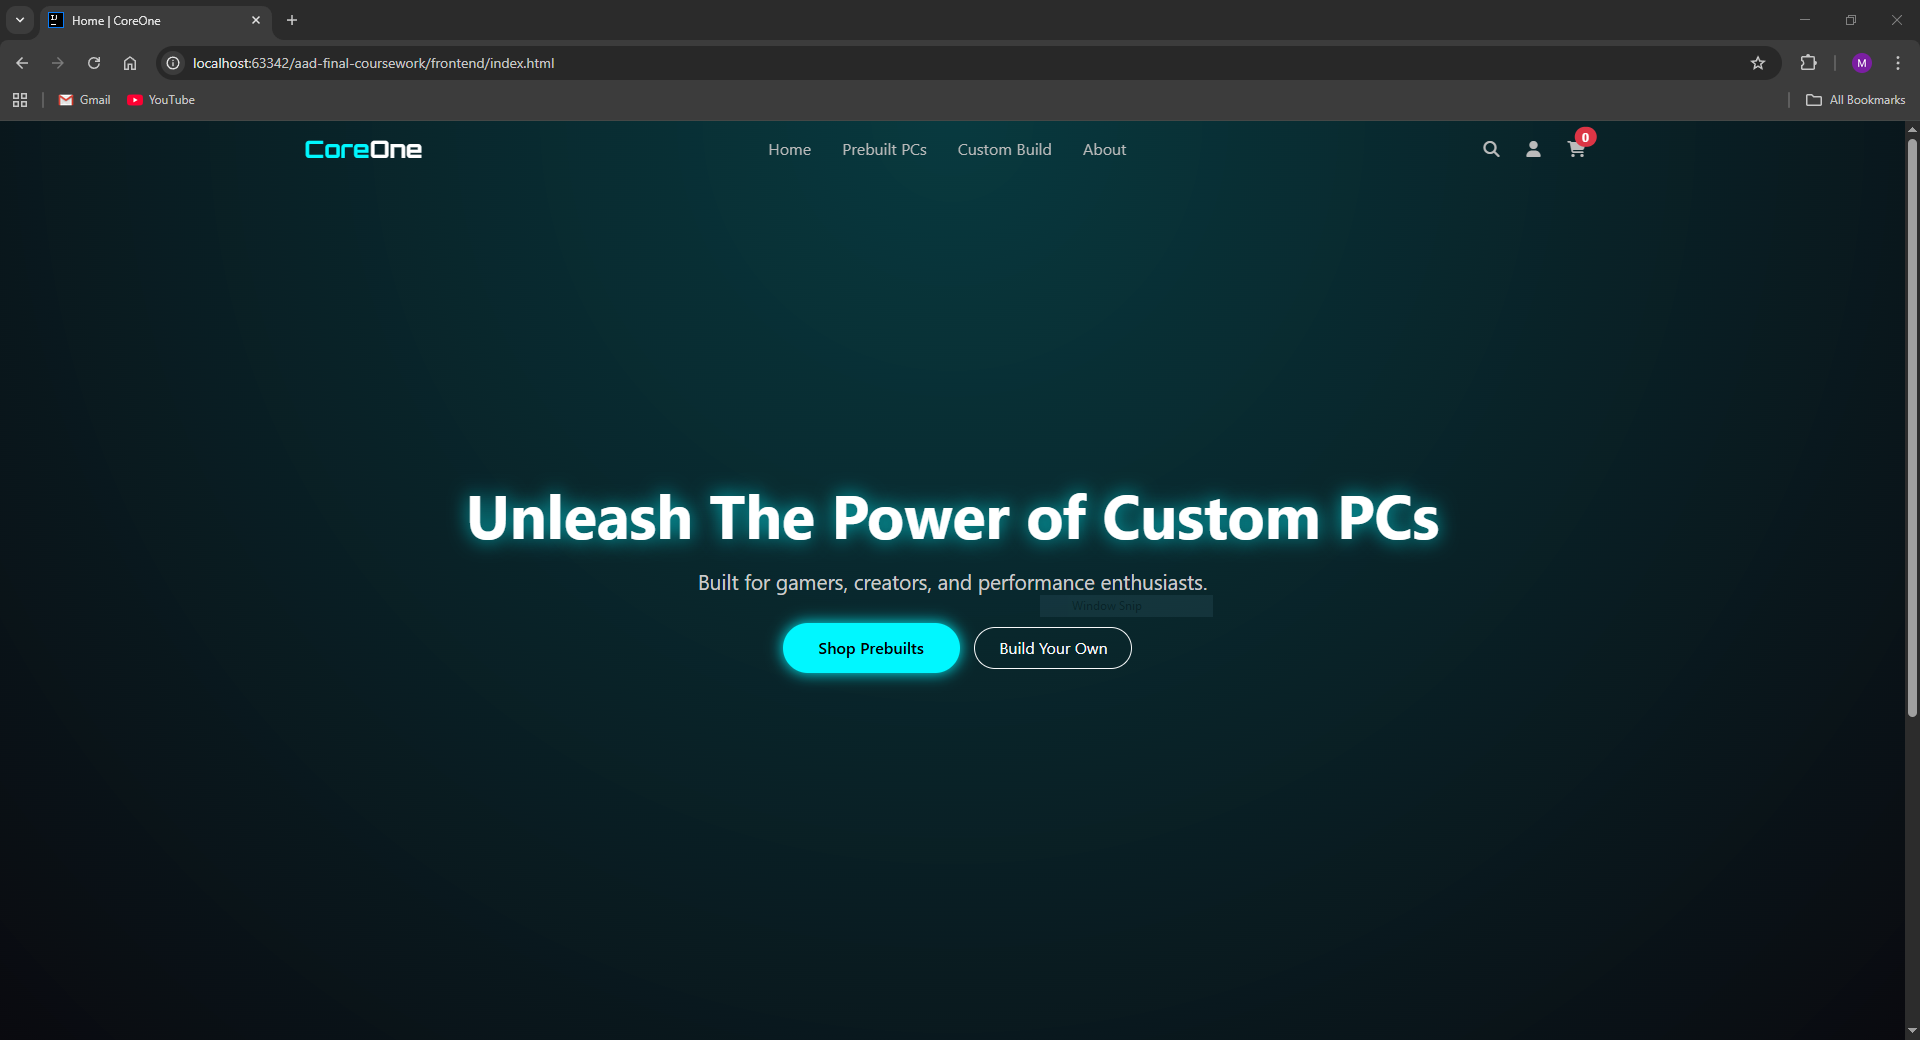 Home | CoreOne
localhost:63342/aad-final-coursework/frontend/index.html
M
Gmail
YouTube
All Bookmarks
CoreOne
Home
Prebuilt PCs
Custom Build
About
0
Unleash The Power of Custom PCs
Built for gamers, creators, and performance enthusiasts.
Window Snip
Shop Prebuilts
Build Your Own